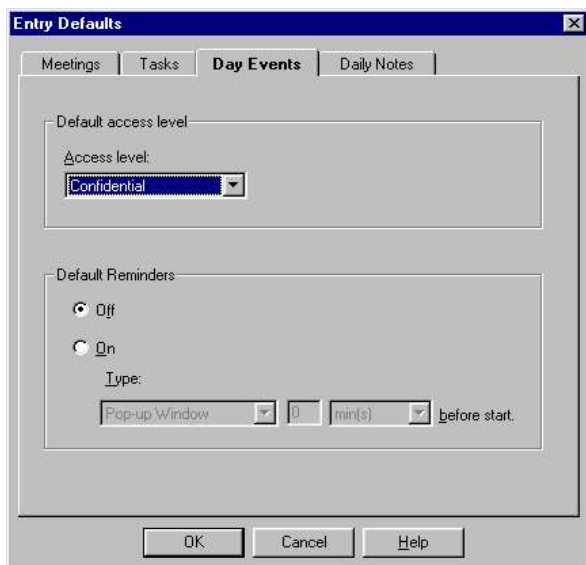 Entry Defaults
Meetings Tasks Day Events Daily Notes
Default access level
Access level:
Confidential
Default Reminders
Off
On
Type:
Pop-up Window 0 min(s) before start.
OK Cancel Help